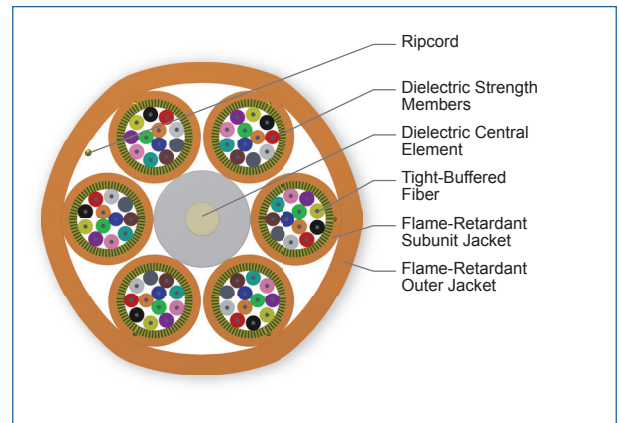 Ripcord
Dielectric Strength
Members
Dielectric Central
Element
Tight-Buffered
Fiber
Flame-Retardant
Subunit Jacket
Flame-Retardant
Outer Jacket